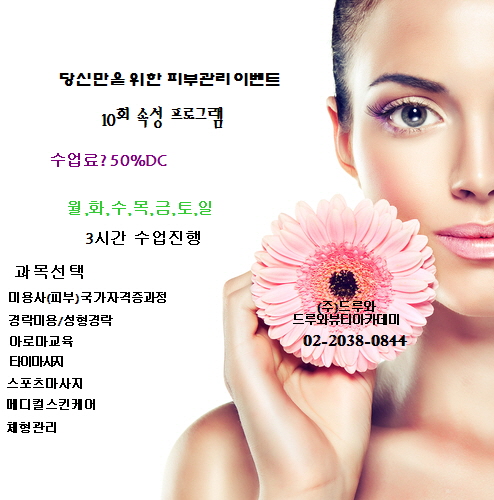 당신만을 위한 피부관리 이벤트
10회 속성 프로그램
수업료? 50%DC
월.화.수.목.금.토.일
3시간 수업진행
과목선택
미용사(피부)국가자격증과정
경락미용/성형경락
아로마교육
타이마사지
스포츠마사지
메디컬스킨케어
체형관리
(주)드루와
드루와뷰티아카데미
02-2038-0844